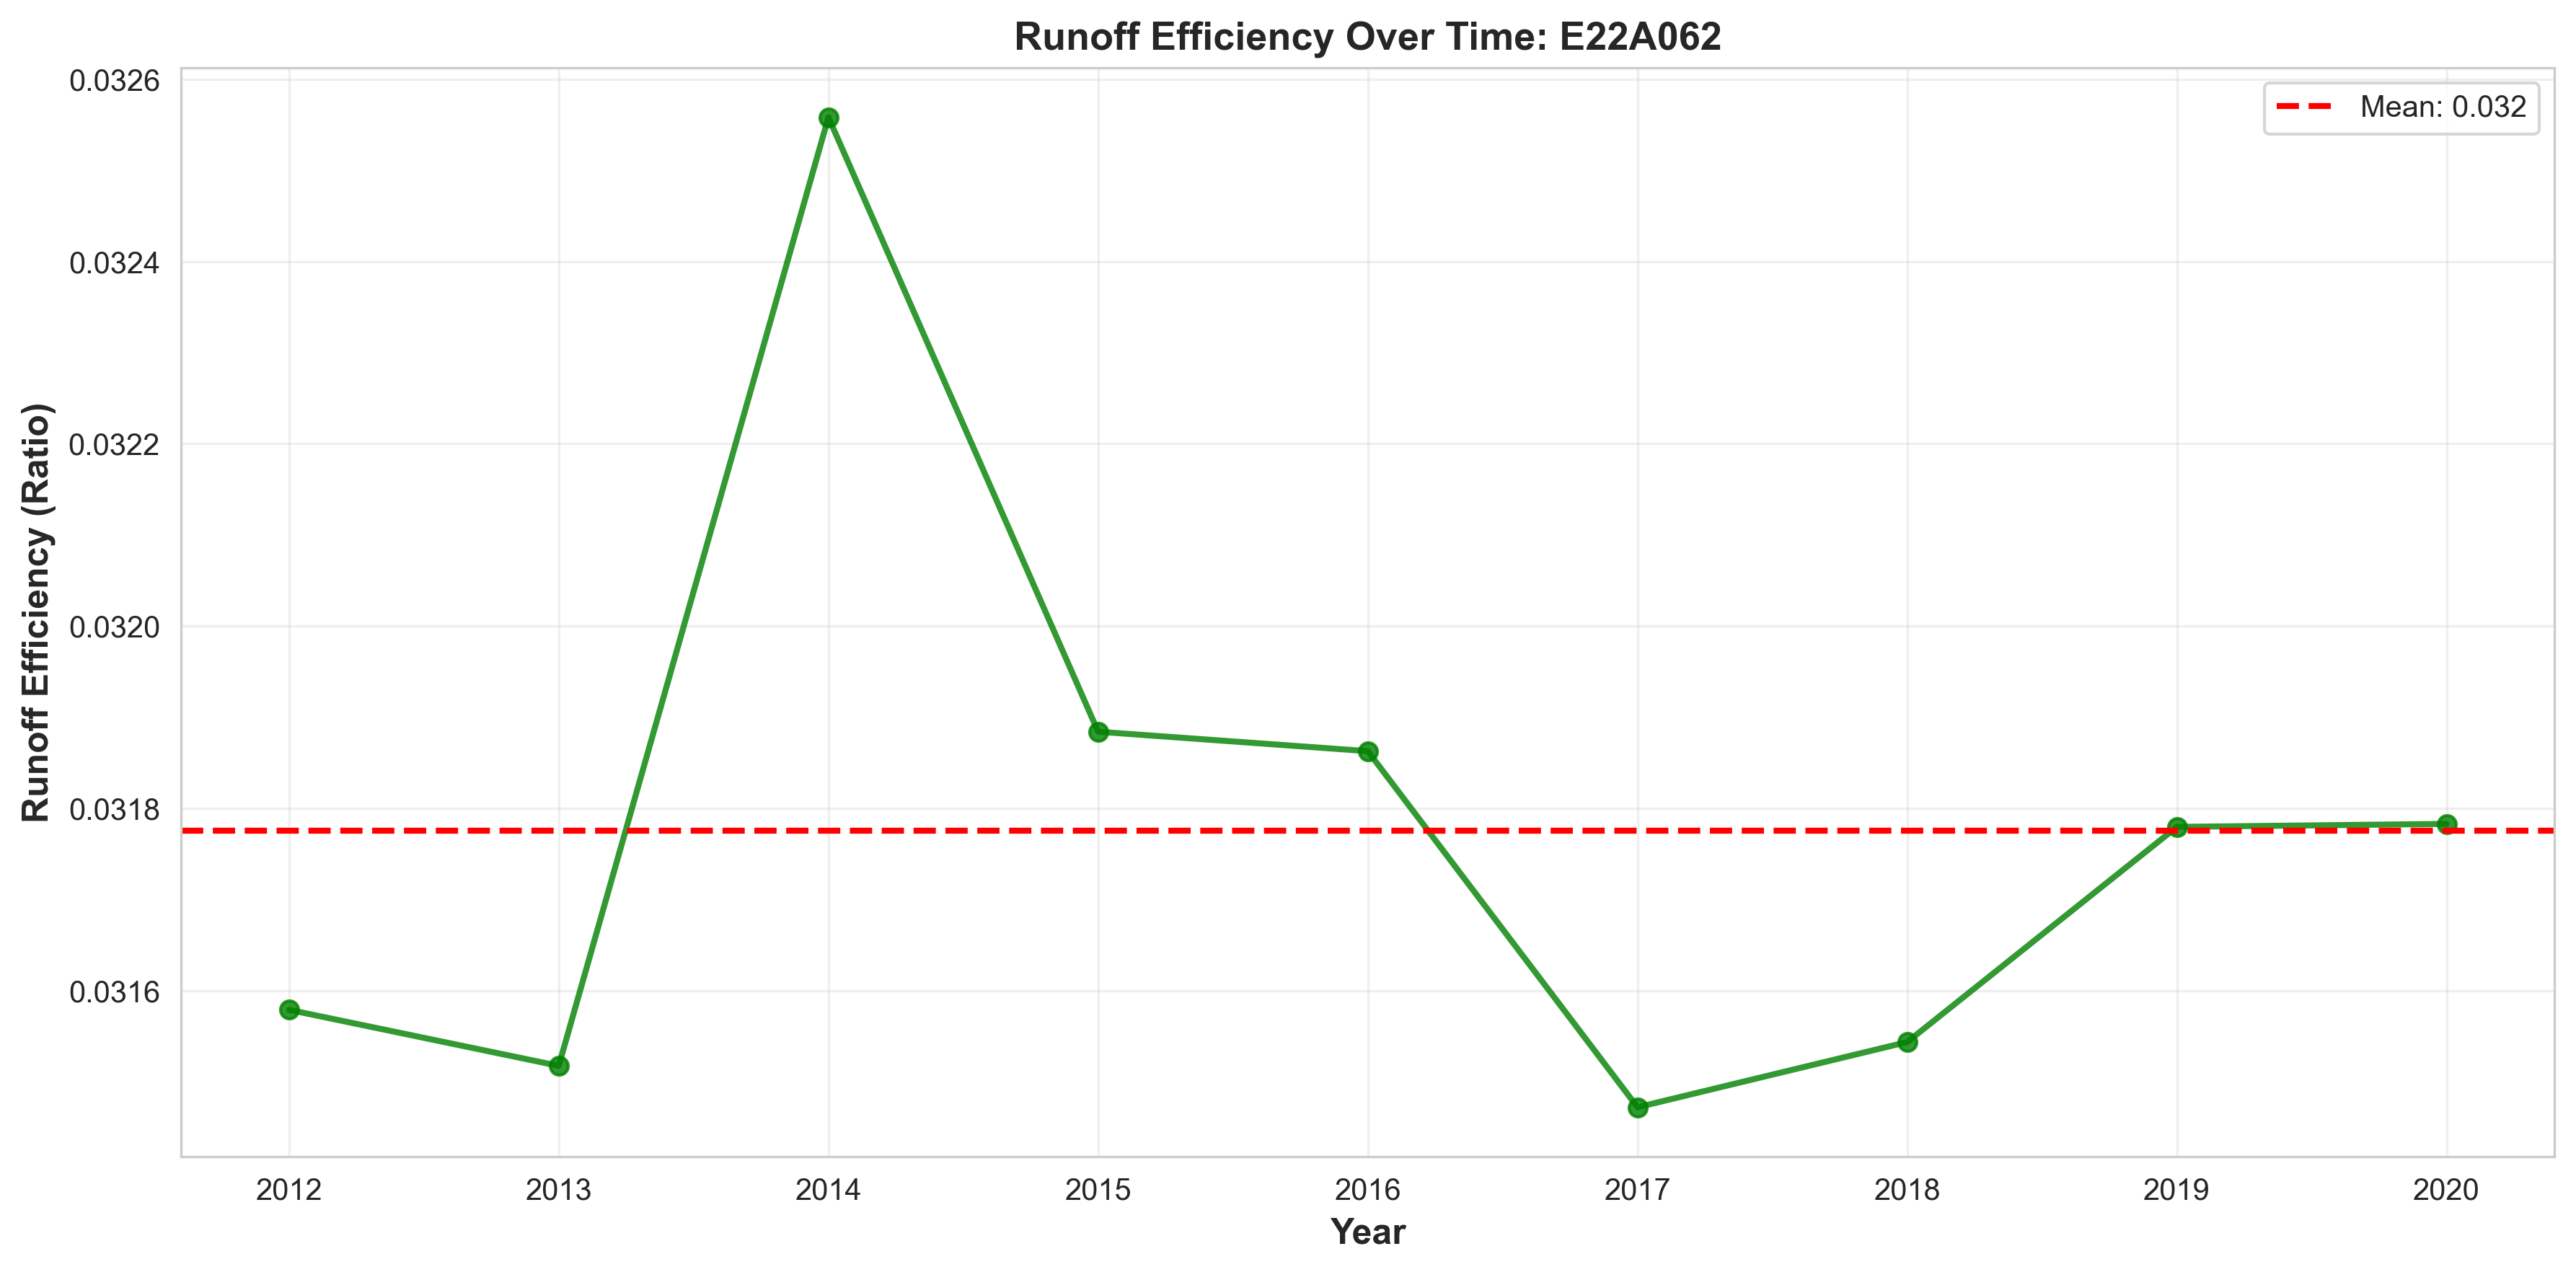 Runoff Efficiency Over Time: E22A062
Mean: 0.032
Runoff Efficiency (Ratio)
0.0326
0.0324
0.0322
0.0320
0.0318
0.0316
2012 2013 2014 2015 2016 2017 2018 2019 2020
Year